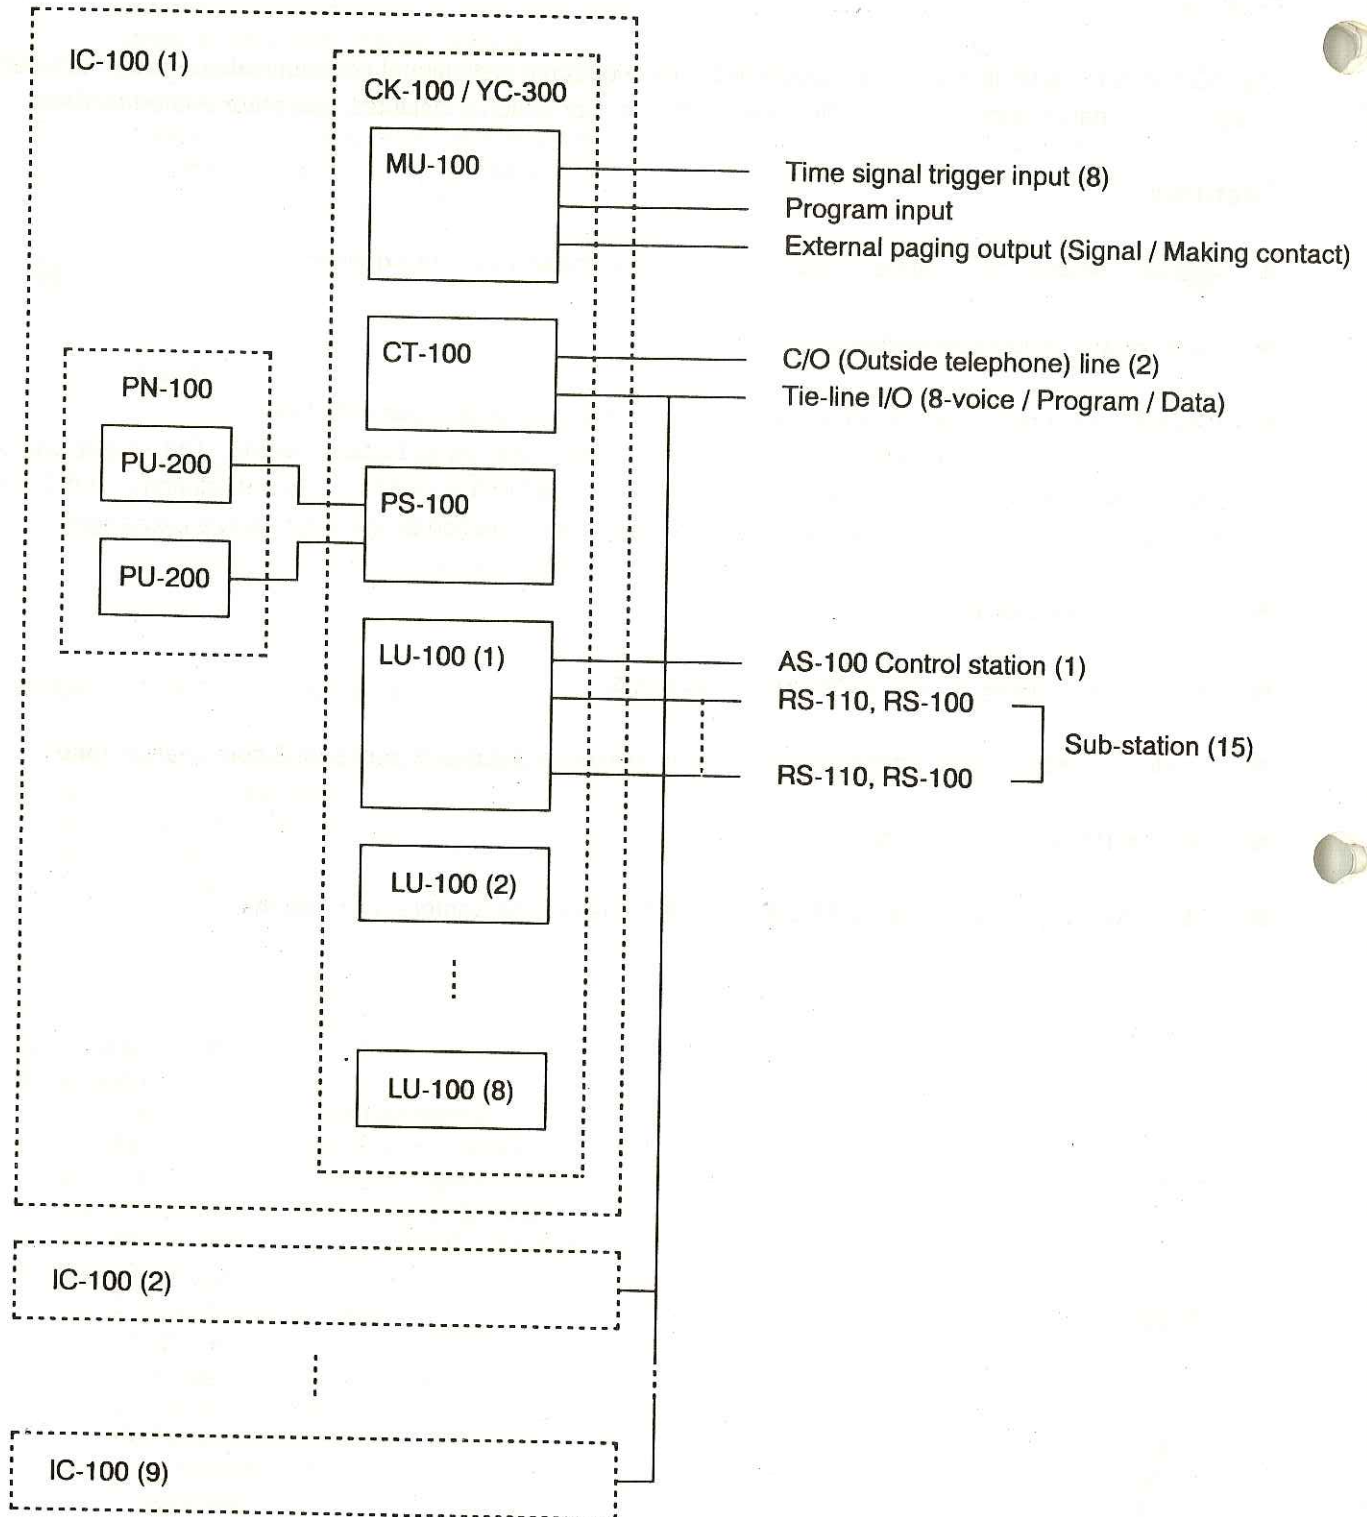 IC-100 (1)
CK-100 / YC-300
MU-100
Time signal trigger input (8)
Program input
External paging output (Signal / Making contact)
CT-100
C/O (Outside telephone) line (2)
Tie-line I/O (8-voice / Program / Data)
PN-100
PU-200
PS-100
PU-200
LU-100 (1)
AS-100 Control station (1)
RS-110, RS-100
Sub-station (15)
RS-110, RS-100
LU-100 (2)
LU-100 (8)
IC-100 (2)
IC-100 (9)